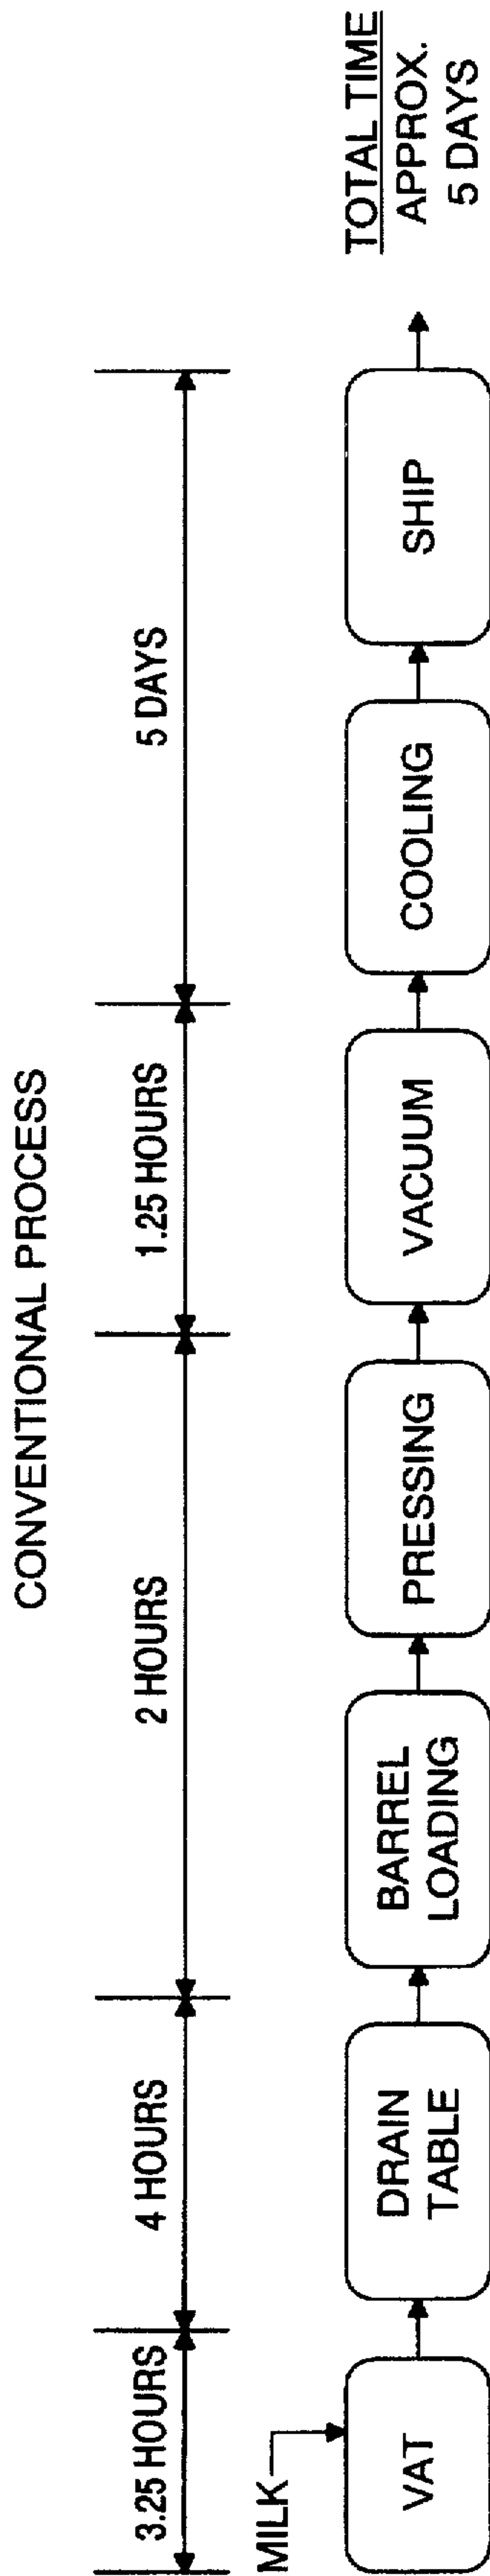 CONVENTIONAL PROCESS
3.25 HOURS
4 HOURS
2 HOURS
1.25 HOURS
5 DAYS
MILK
VAT
DRAIN
TABLE
BARREL
LOADING
PRESSING
VACUUM
COOLING
SHIP
TOTAL TIME
APPROX.
5 DAYS